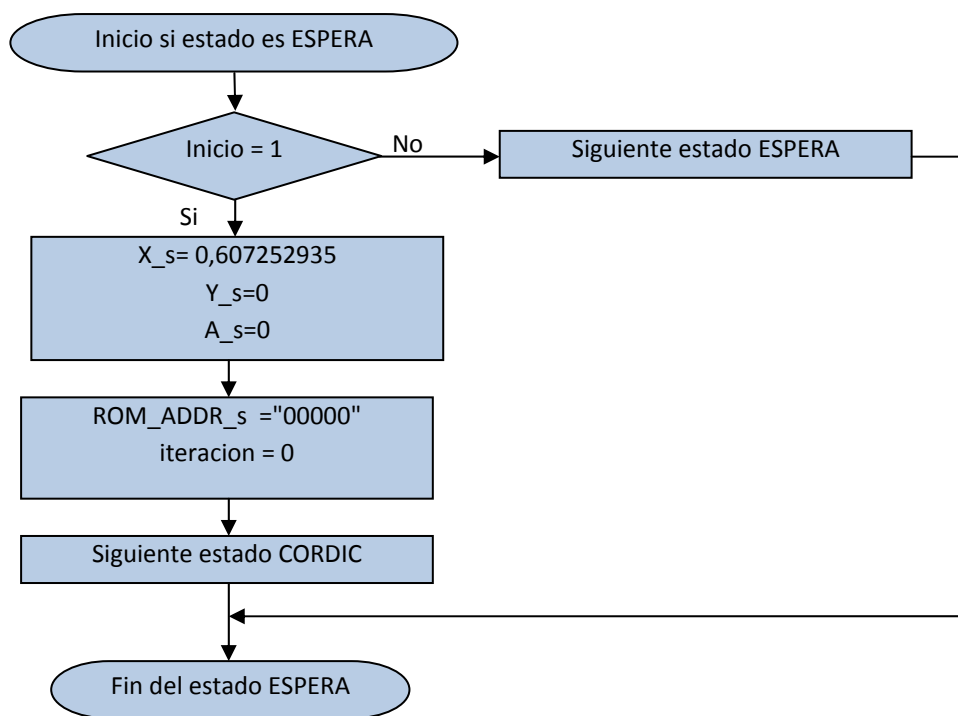 Inicio si estado es ESPERA
Inicio = 1
No
Siguiente estado ESPERA
Si
X_s= 0,607252935
Y_s=0
A_s=0
ROM_ADDR_s ="00000"
iteracion = 0
Siguiente estado CORDIC
Fin del estado ESPERA